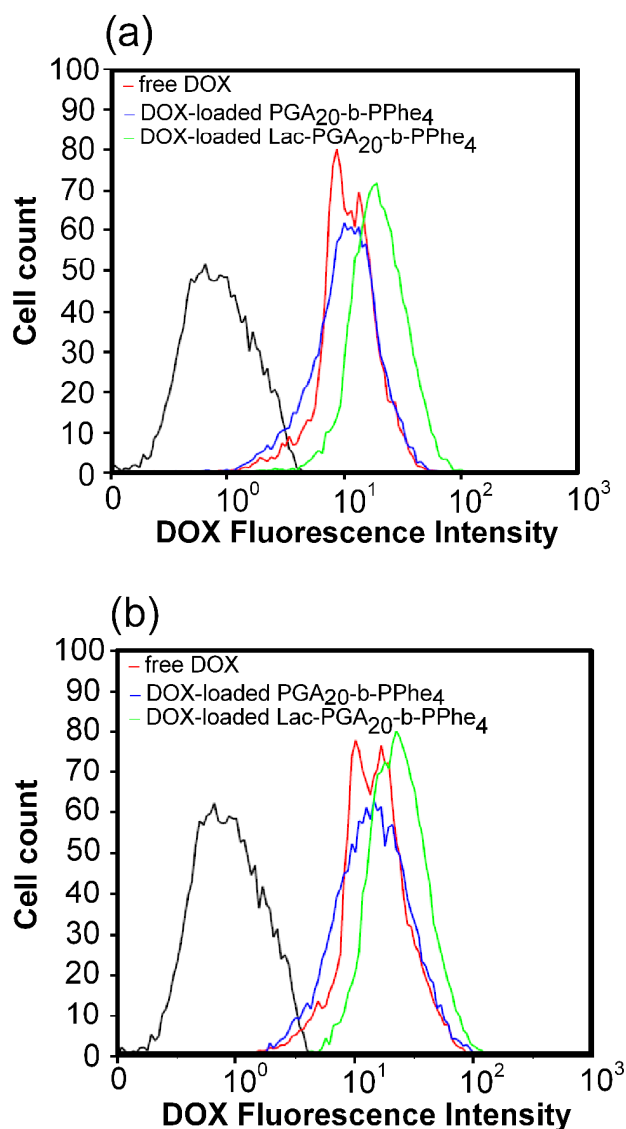 (a)
100
90
80
70
60
50
40
30
20
10
0
Cell count
free DOX
DOX-loaded PGA20-b-PPhe4
DOX-loaded Lac-PGA20-b-PPhe4
0 10^0 10^1 10^2 10^3
DOX Fluorescence Intensity
(b)
100
90
80
70
60
50
40
30
20
10
0
Cell count
free DOX
DOX-loaded PGA20-b-PPhe4
DOX-loaded Lac-PGA20-b-PPhe4
0 10^0 10^1 10^2 10^3
DOX Fluorescence Intensity